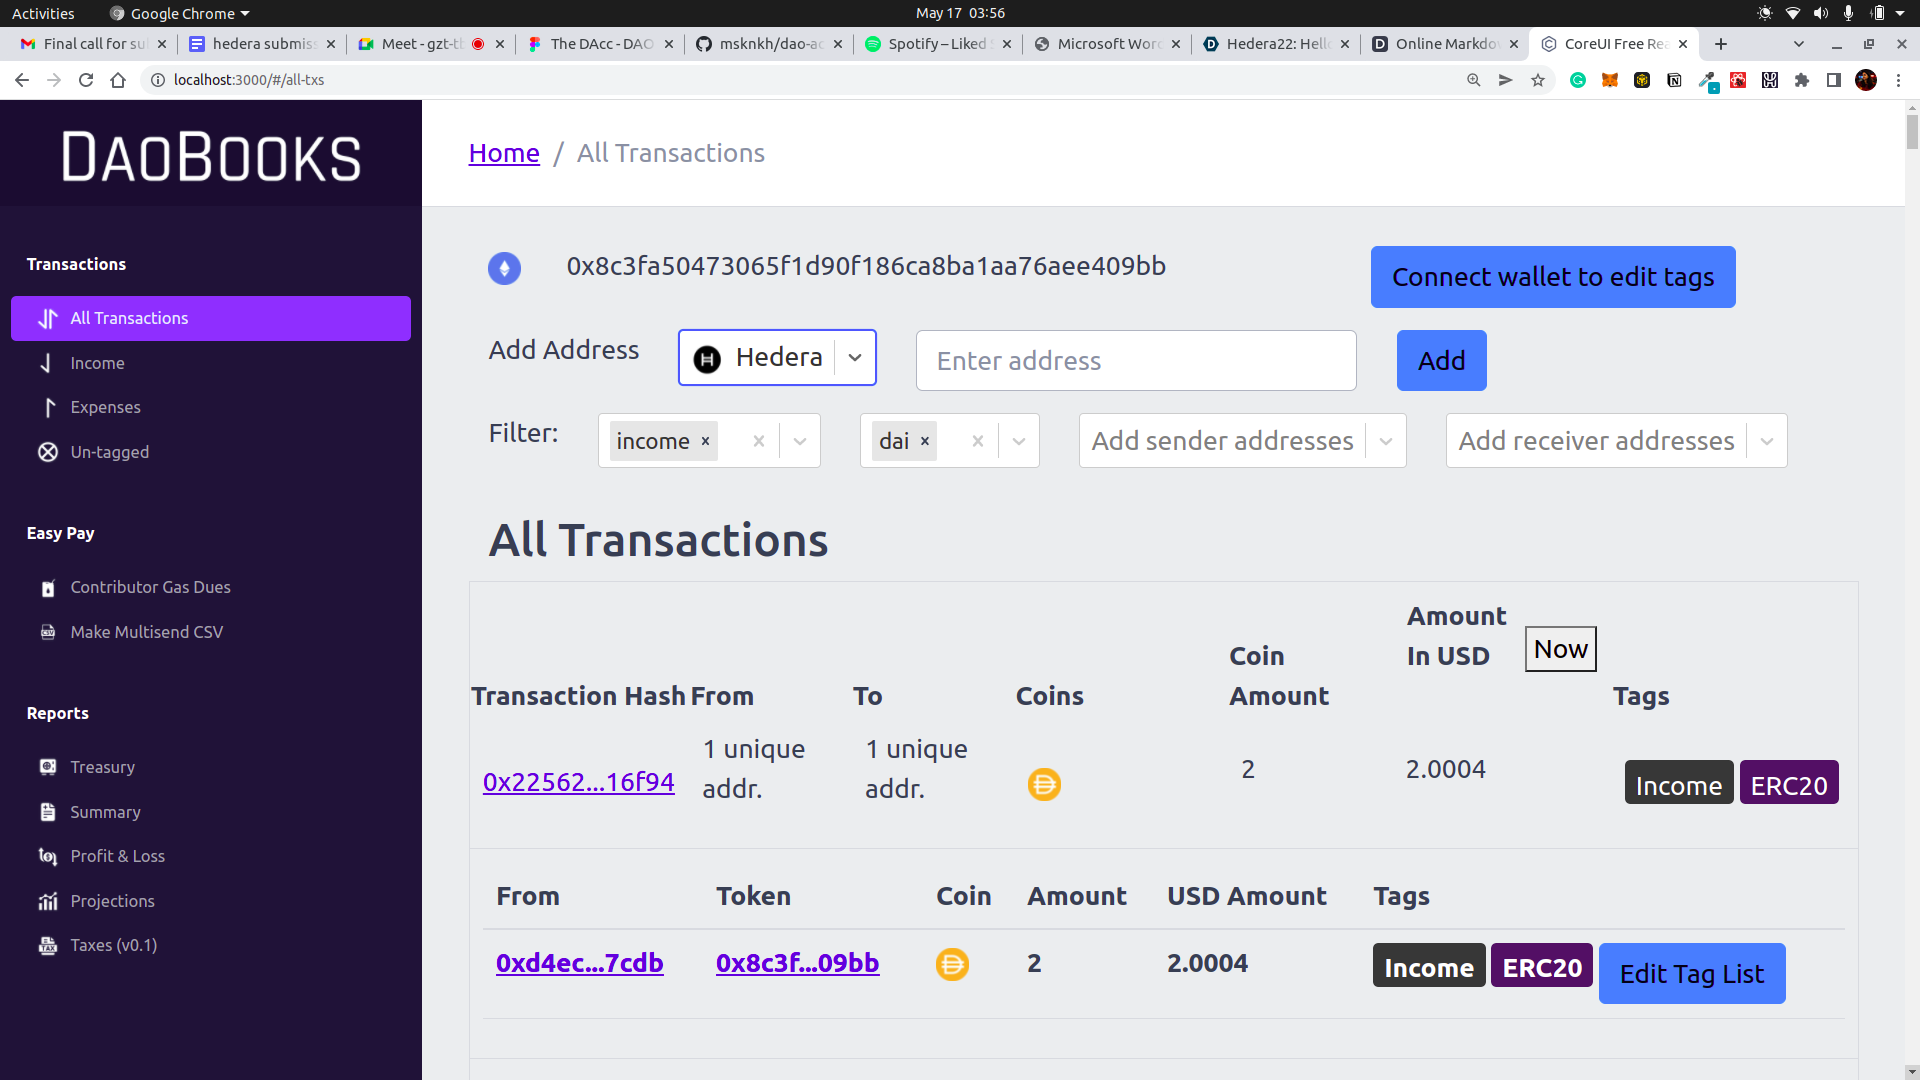 Activities
Google Chrome
May 17 03:56
Final call for su
hedera submiss
Meet - gzt-tl
The DAcc - DAO
msknkh/dao-ac
Spotify – Liked S
Microsoft Word
Hedera22: Hello
Online Markdow
CoreUI Free Rea
localhost:3000/#/all-txs
DAOBOOKS
Home / All Transactions
0x8c3fa50473065f1d90f186ca8ba1aa76aee409bb
Connect wallet to edit tags
Add Address
Hedera
Enter address
Add
Filter:
income ×
dai ×
Add sender addresses
Add receiver addresses
Transactions
All Transactions
Income
Expenses
Un-tagged
Easy Pay
Contributor Gas Dues
Make Multisend CSV
Reports
Treasury
Summary
Profit & Loss
Projections
Taxes (v0.1)
All Transactions
Transaction Hash From To Coins Coin Amount Amount In USD Now Tags
0x22562...16f94 1 unique addr. 1 unique addr. 2 2.0004 Income ERC20
From Token Coin Amount USD Amount Tags
0xd4ec...7cdb 0x8c3f...09bb 2 2.0004 Income ERC20 Edit Tag List